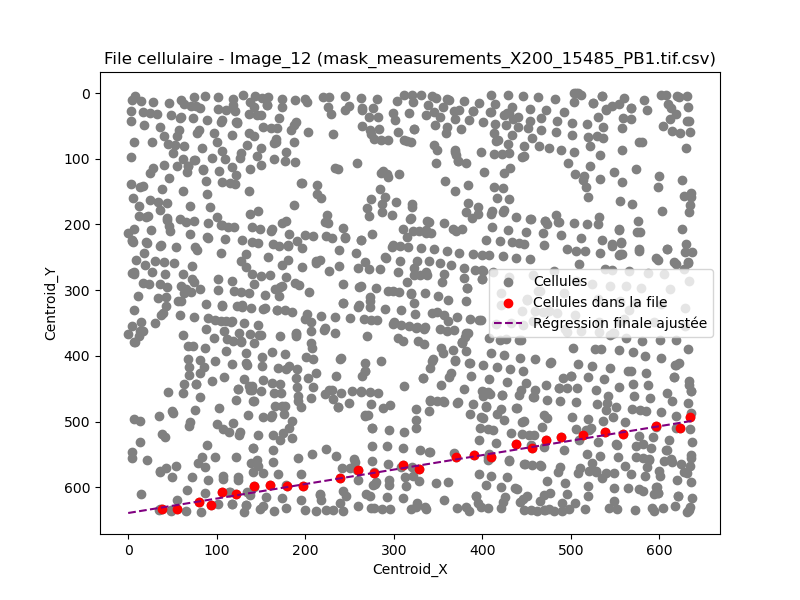 File cellulaire - Image_12 (mask_measurements_X200_15485_PB1.tif.csv)
0
100
200
300
400
500
600
Centroid_Y
Cellules
Cellules dans la file
Régression finale ajustée
0 100 200 300 400 500 600
Centroid_X